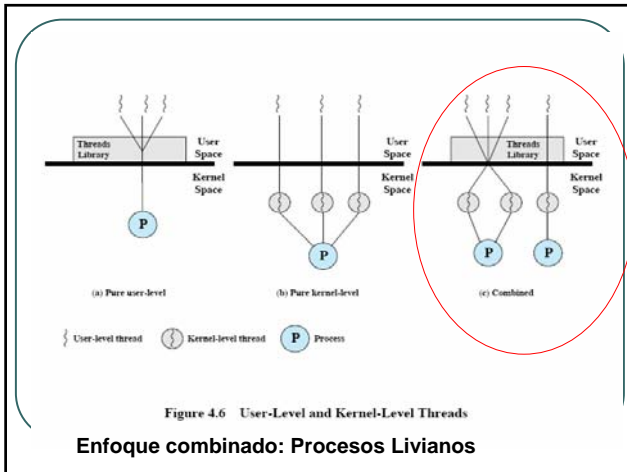 Threads
Library
User
Space
Kernel
Space
P
(a) Pure user-level
User
Space
Kernel
Space
P
(b) Pure kernel-level
Threads
Library
User
Space
Kernel
Space
P
P
(c) Combined
User-level thread
Kernel-level thread
P
Process
Figure 4.6 User-Level and Kernel-Level Threads
Enfoque combinado: Procesos Livianos